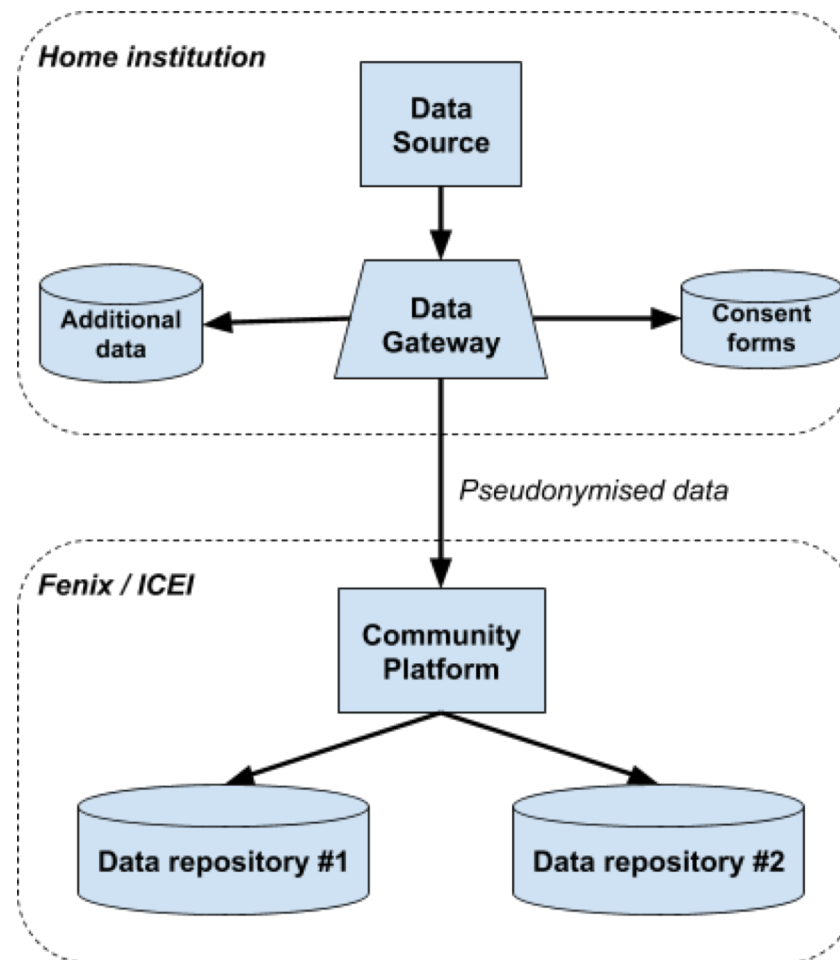 Home institution
Data
Source
Additional
data
Data
Gateway
Consent
forms
Pseudonymised data
Fenix / ICEI
Community
Platform
Data repository #1
Data repository #2